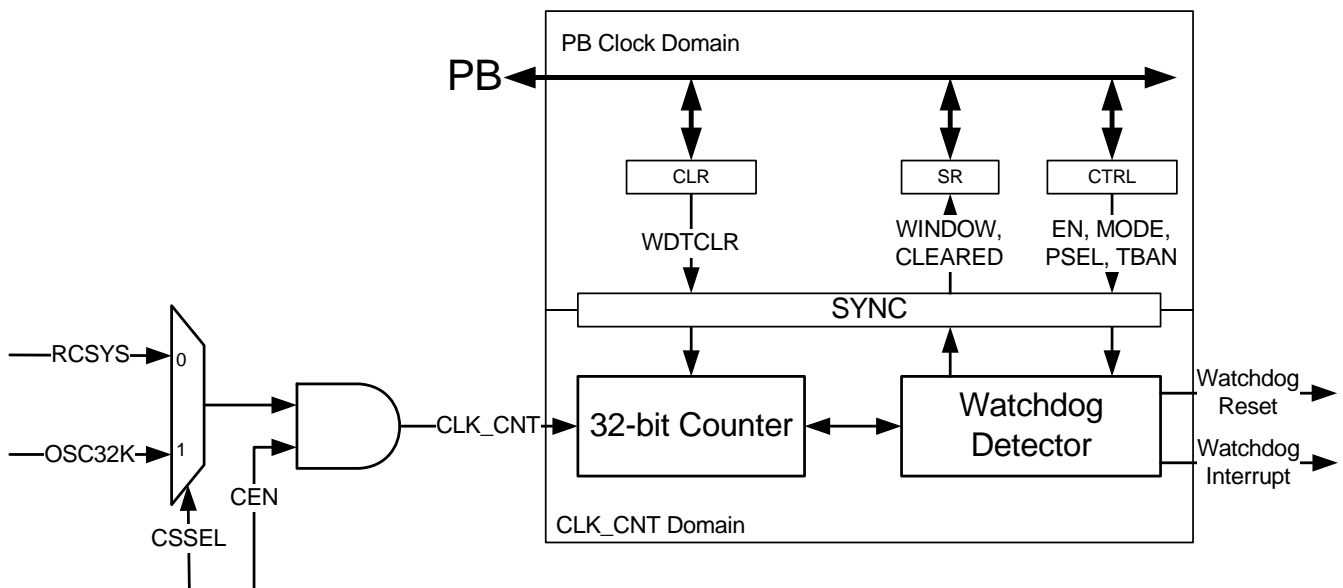 PB Clock Domain
PB
CLR
SR
CTRL
WDTCLR
WINDOW,
CLEARED
EN, MODE,
PSEL, TBAN
SYNC
RCSYS
0
OSC32K
1
CSSEL
CEN
CLK_CNT
32-bit Counter
Watchdog
Detector
Watchdog
Reset
Watchdog
Interrupt
CLK_CNT Domain